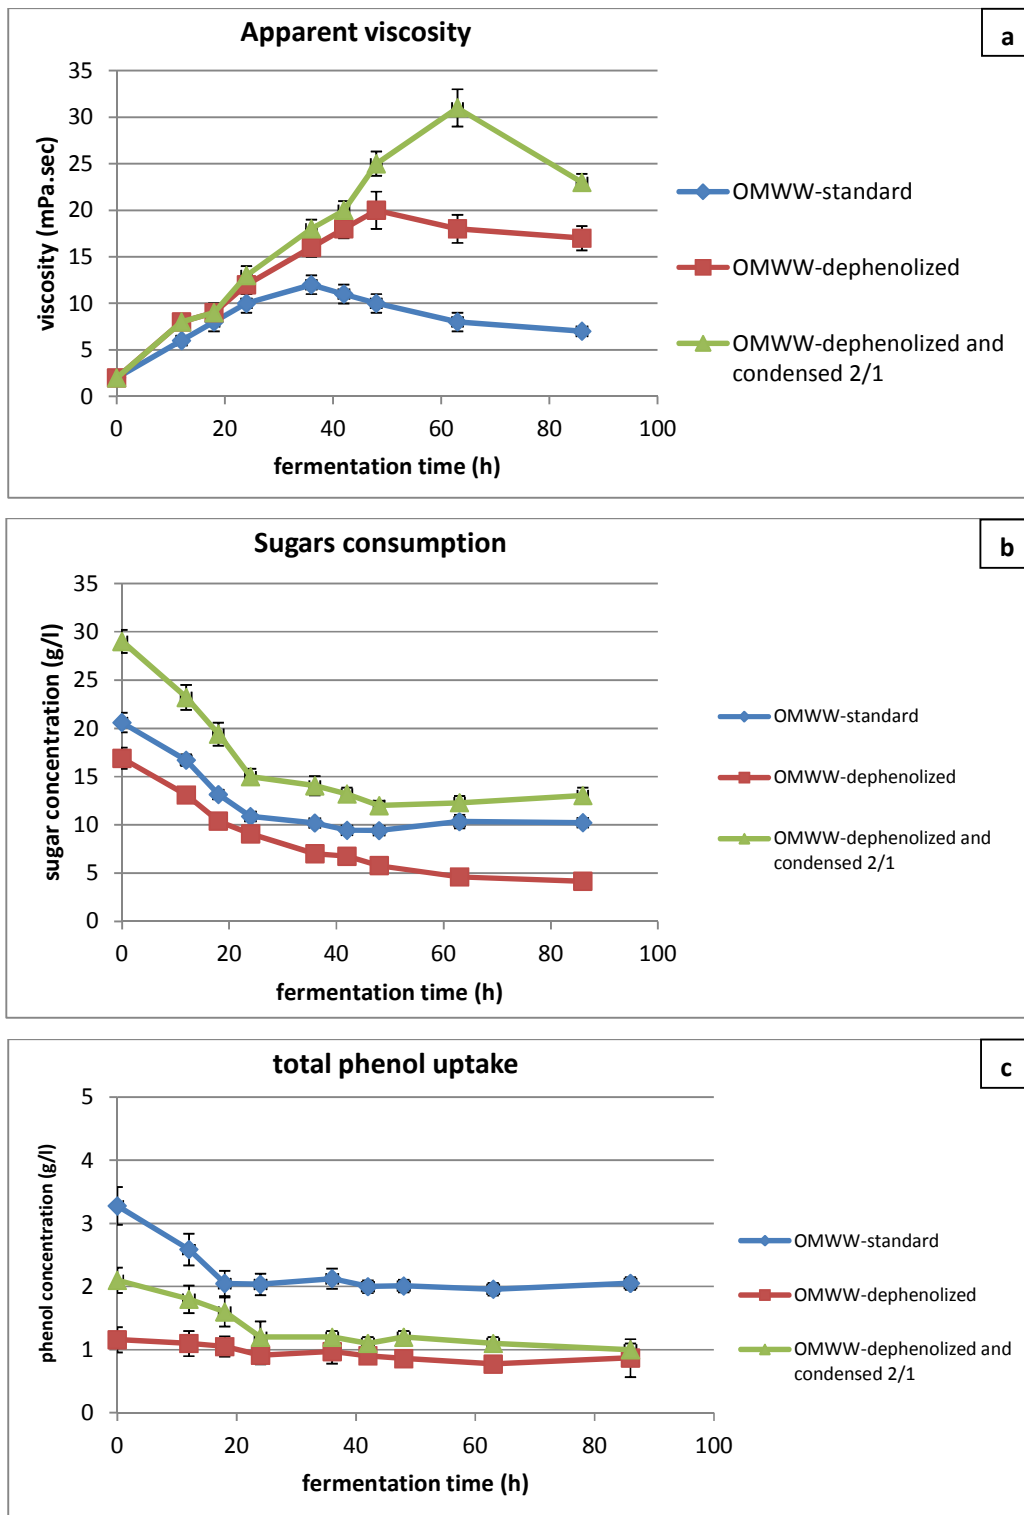 Apparent viscosity
a
35
30
25
20
15
10
5
0
viscosity (mPa.sec)
0 20 40 60 80 100
fermentation time (h)
OMWW-standard
OMWW-dephenolized
OMWW-dephenolized and
condensed 2/1
Sugars consumption
b
35
30
25
20
15
10
5
0
sugar concentration (g/l)
0 20 40 60 80 100
fermentation time (h)
OMWW-standard
OMWW-dephenolized
OMWW-dephenolized and
condensed 2/1
total phenol uptake
c
5
4
3
2
1
0
phenol concentration (g/l)
0 20 40 60 80 100
fermentation time (h)
OMWW-standard
OMWW-dephenolized
OMWW-dephenolized and
condensed 2/1